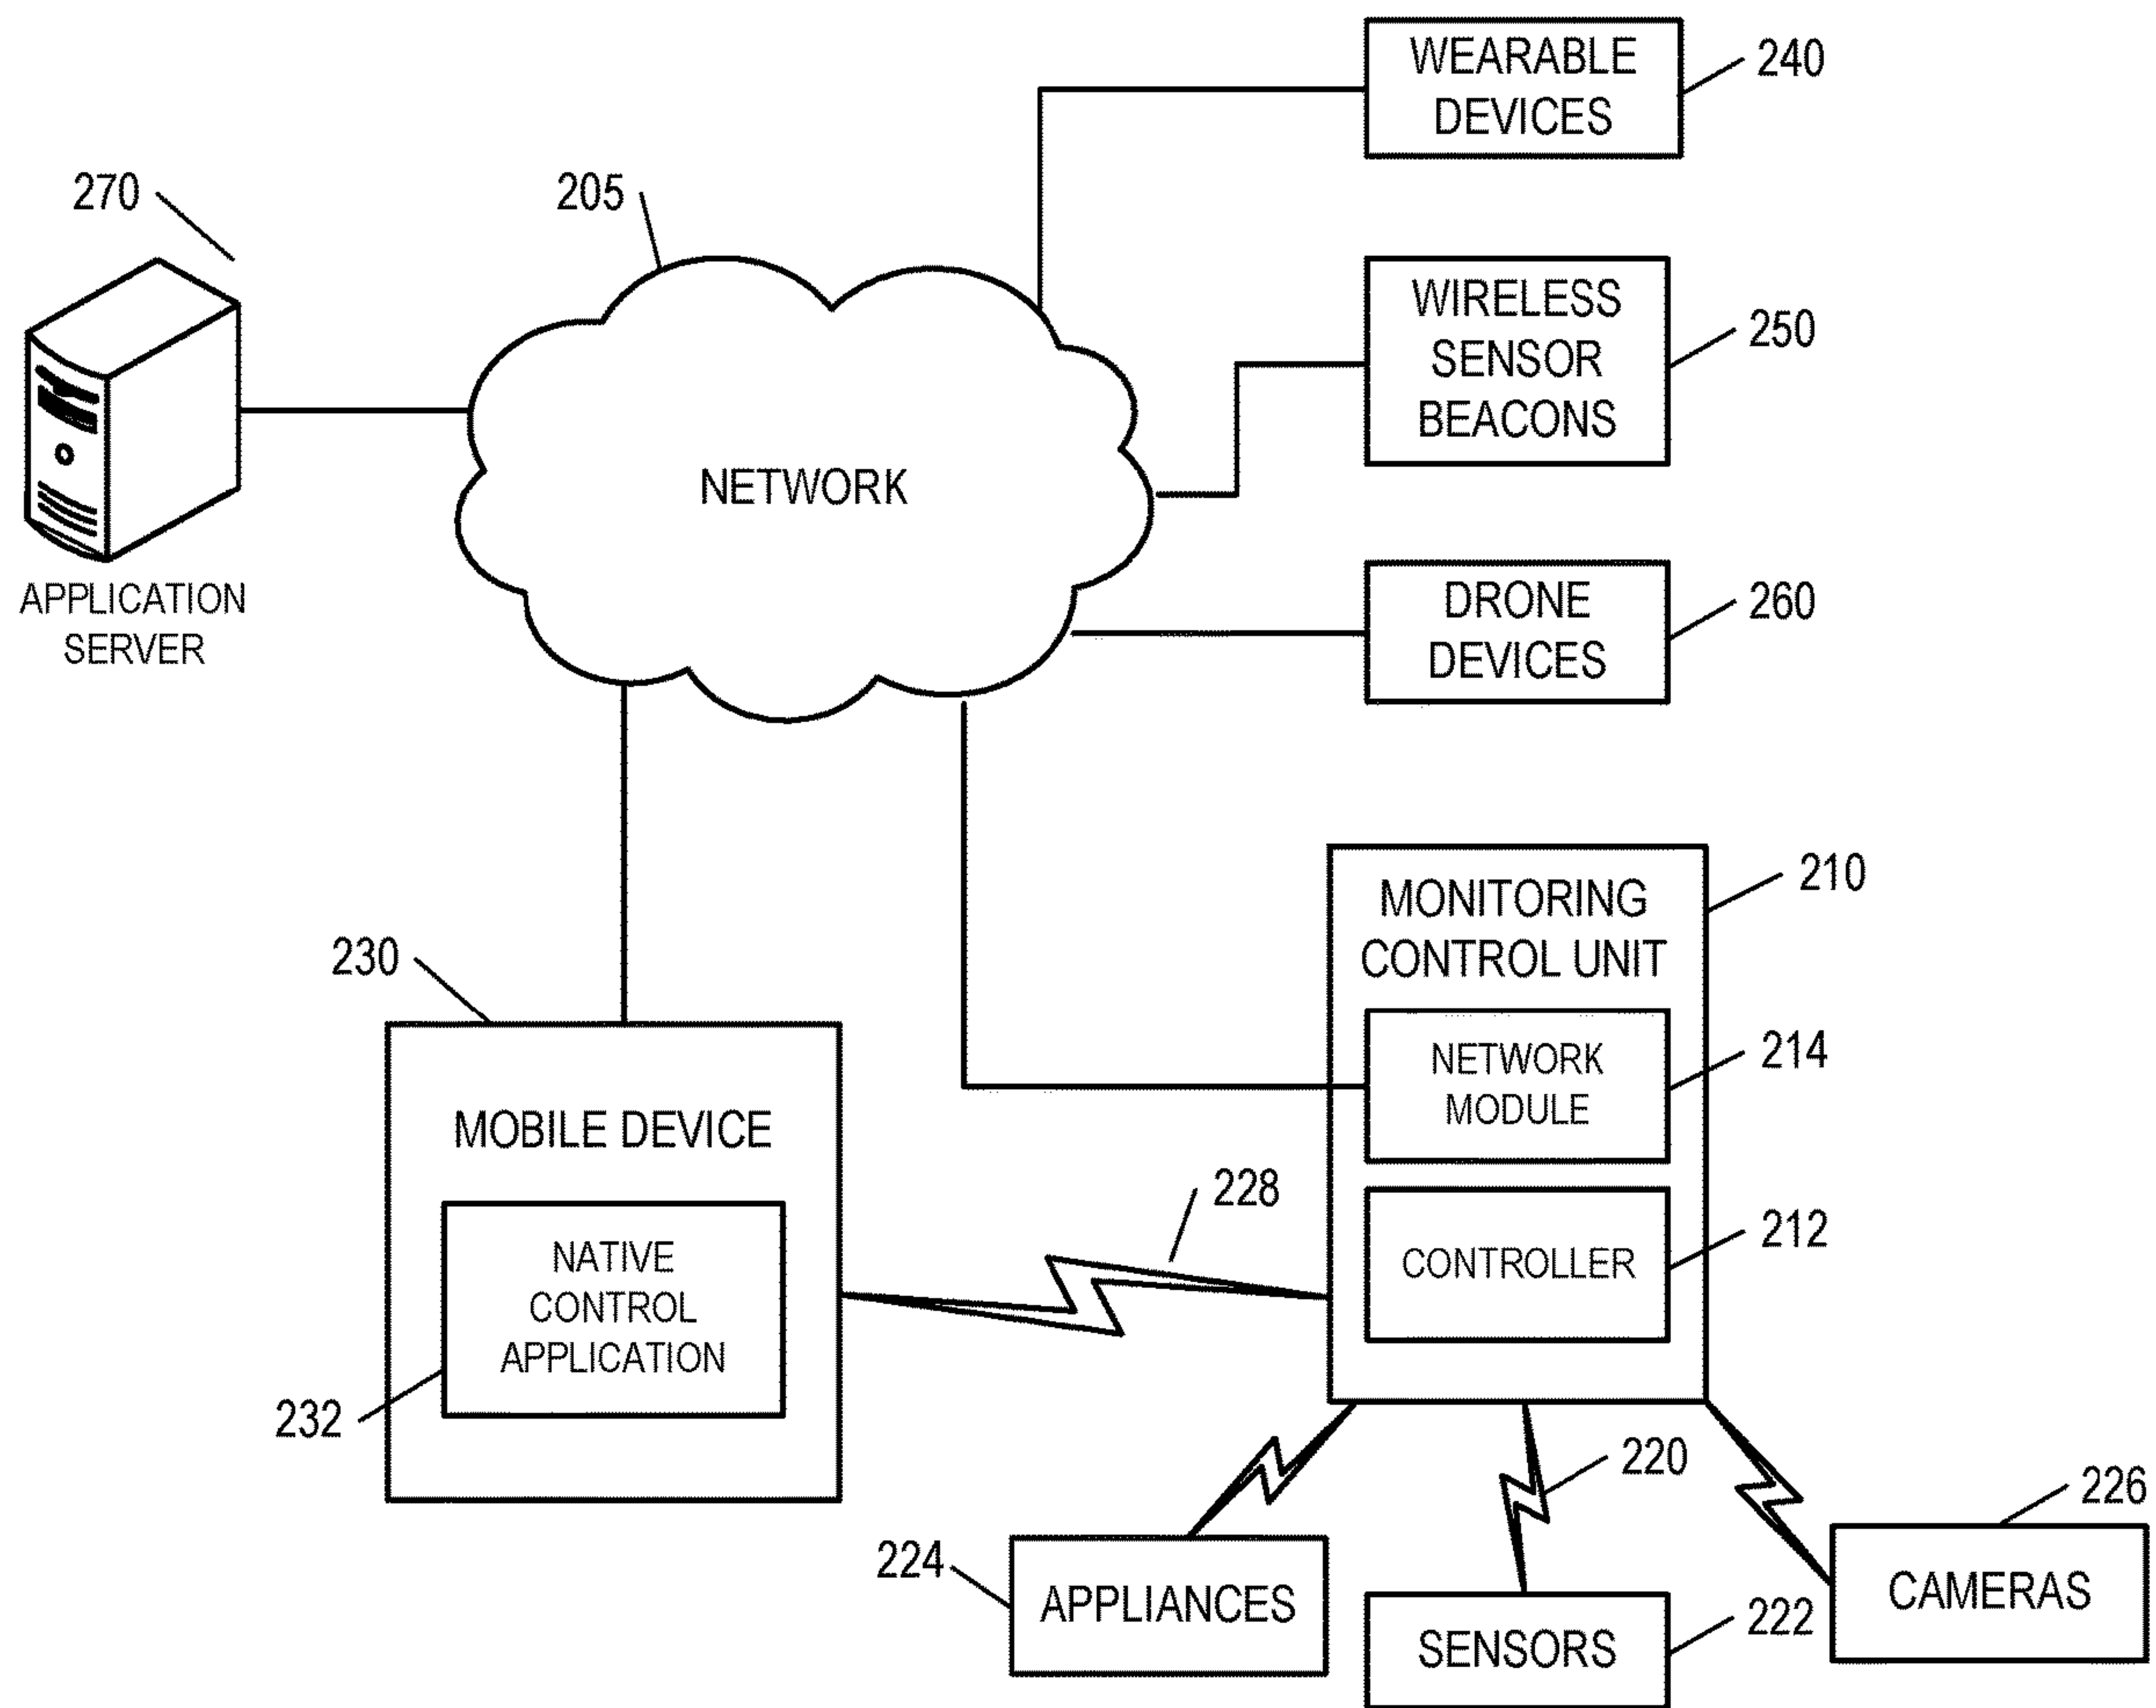 WEARABLE
DEVICES
240
270
205
WIRELESS
SENSOR
BEACONS
250
NETWORK
APPLICATION
SERVER
DRONE
DEVICES
260
MONITORING
CONTROL UNIT
210
230
NETWORK
MODULE
214
MOBILE DEVICE
228
CONTROLLER
212
NATIVE
CONTROL
APPLICATION
232
220
226
224
APPLIANCES
CAMERAS
SENSORS
222